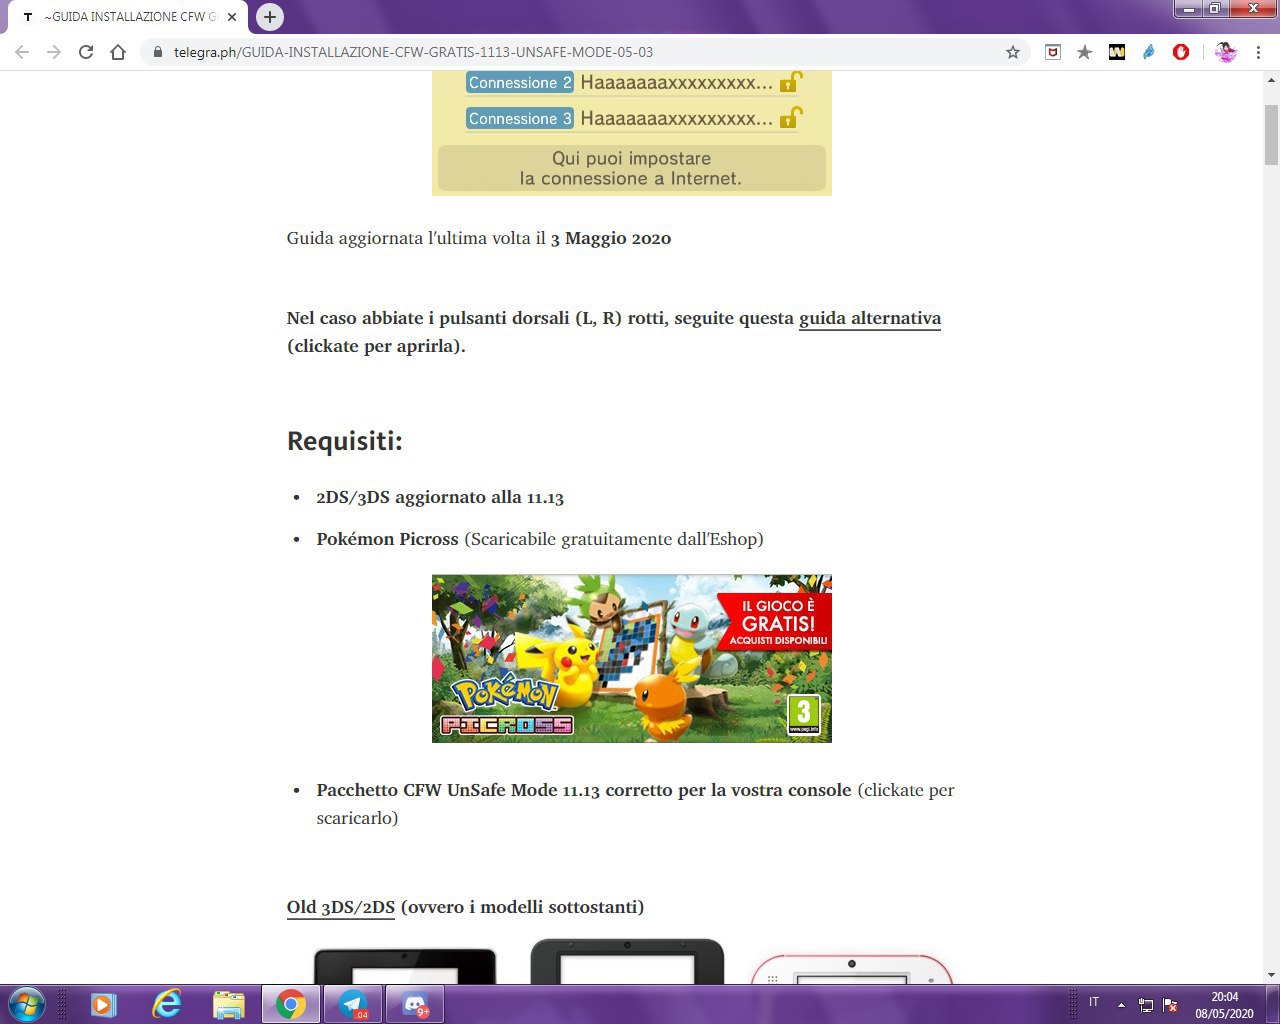 ~GUIDA INSTALLAZIONE CFW G
telegra.ph/GUIDA-INSTALLAZIONE-CFW-GRATIS-1113-UNSAFE-MODE-05-03
Connessione 2 Haaaaaaaxxxxxxxxx...
Connessione 3 Haaaaaaaxxxxxxxxx...
Qui puoi impostare
la connessione a Internet.
Guida aggiornata l'ultima volta il 3 Maggio 2020
Nel caso abbiate i pulsanti dorsali (L, R) rotti, seguite questa guida alternativa
(clickate per aprirla).
Requisiti:
• 2DS/3DS aggiornato alla 11.13
• Pokémon Picross (Scaricabile gratuitamente dall'Eshop)
IL GIOCO È
GRATIS!
ACQUISTI DISPONIBILI
POKéMON
PICROSS
3
www.pegi.info
• Pacchetto CFW UnSafe Mode 11.13 corretto per la vostra console (clickate per
scaricarlo)
Old 3DS/2DS (ovvero i modelli sottostanti)
.04
9+
IT
20:04
08/05/2020